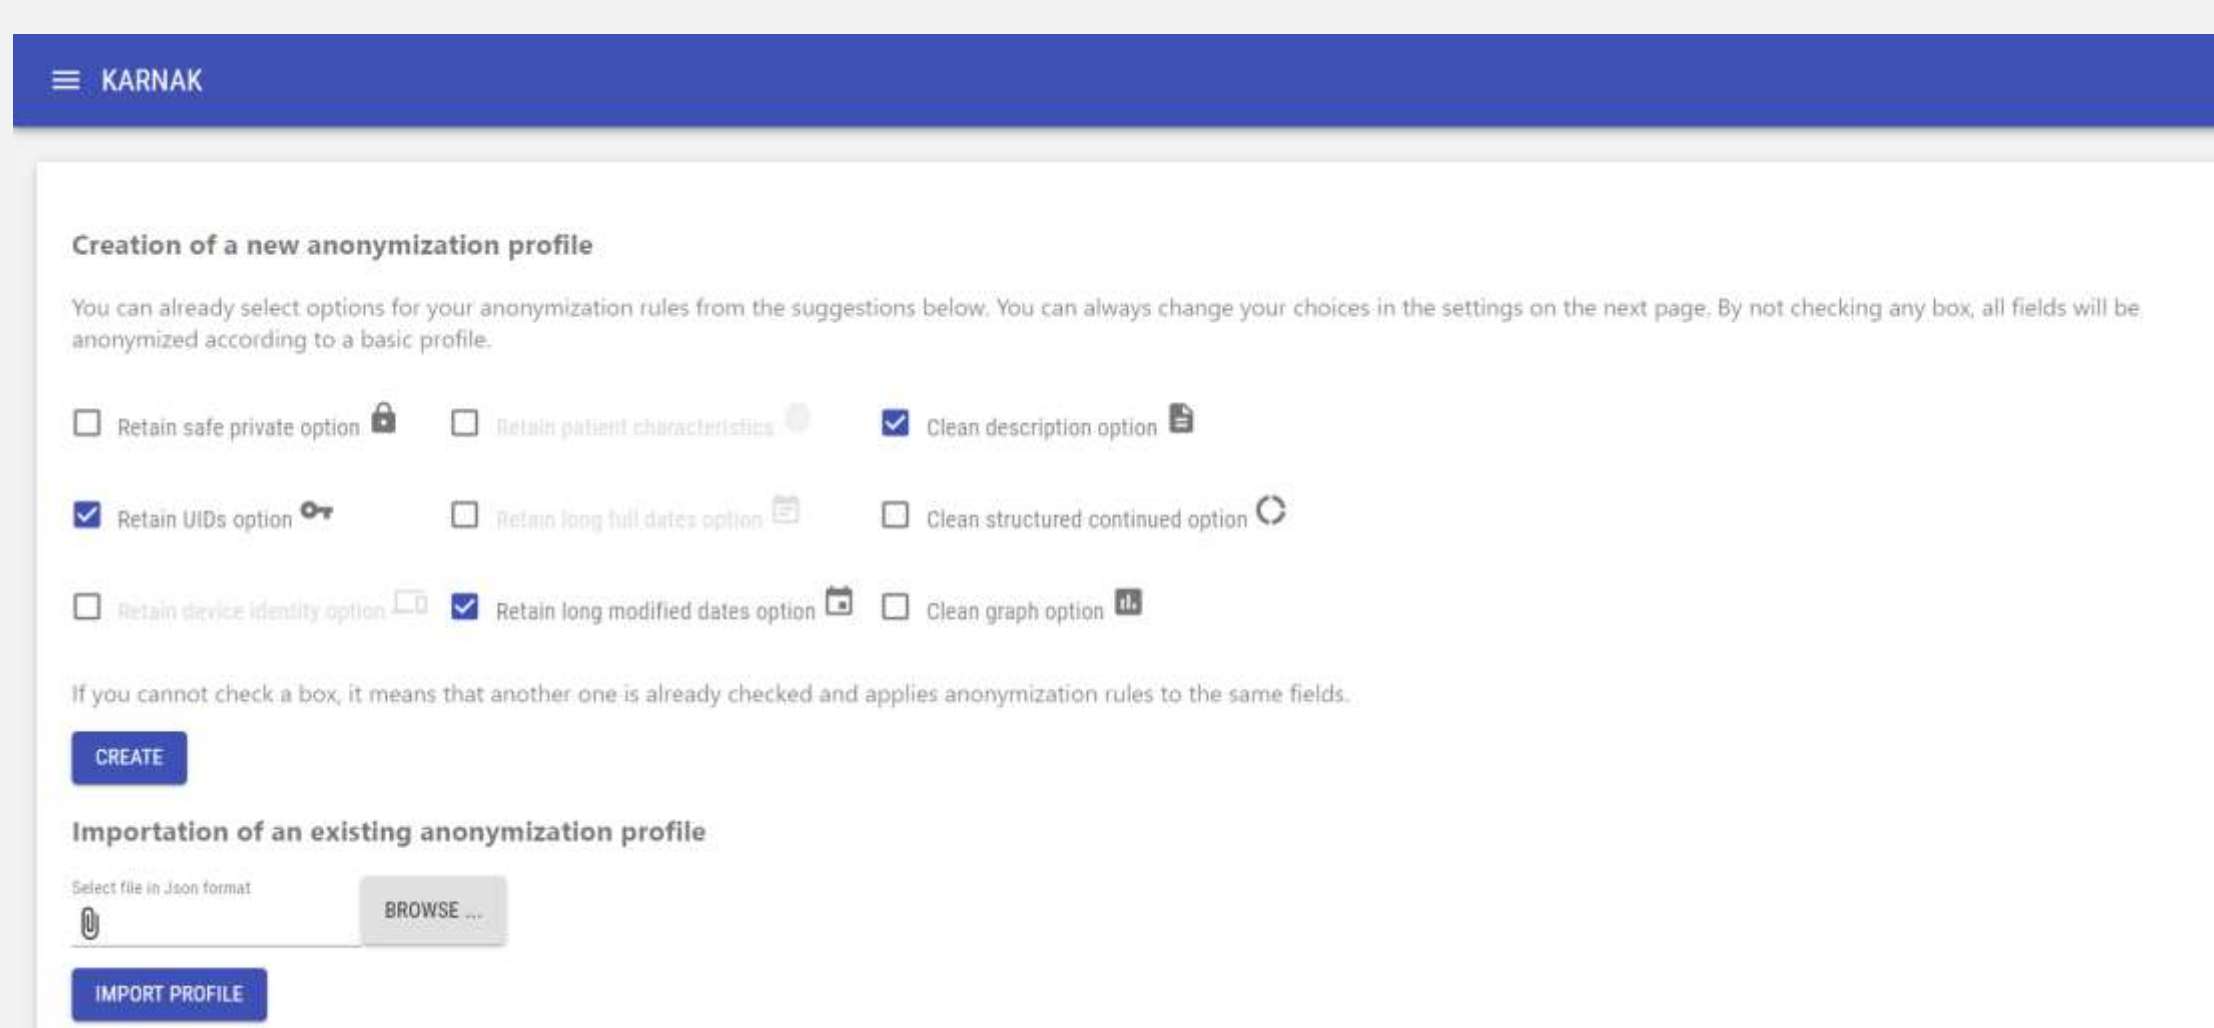 KARNAK
Creation of a new anonymization profile
You can already select options for your anonymization rules from the suggestions below. You can always change your choices in the settings on the next page. By not checking any box, all fields will be
anonymized according to a basic profile.
Retain safe private option Retain patient characteristics Clean description option
Retain UIDs option Retain long full dates option Clean structured continued option
Retain device identity option Retain long modified dates option Clean graph option
If you cannot check a box, it means that another one is already checked and applies anonymization rules to the same fields.
CREATE
Importation of an existing anonymization profile
Select file in Json format
BROWSE ...
IMPORT PROFILE